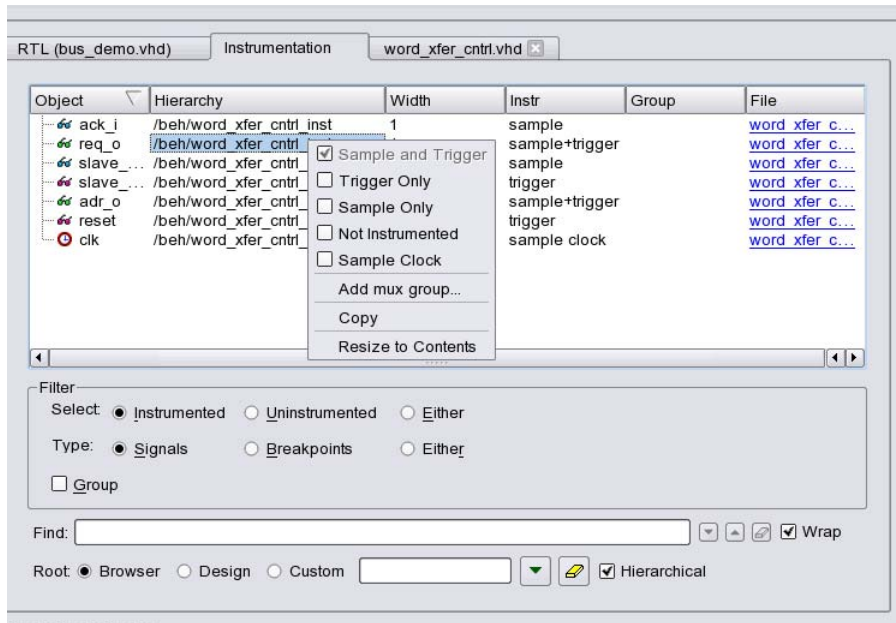 RTL (bus_demo.vhd) Instrumentation word_xfer_cntrl.vhd
Object Hierarchy Width Instr Group File
ack_i /beh/word_xfer_cntrl_inst 1 sample word_xfer_c...
req_o /beh/word_xfer_cntrl sample+trigger word_xfer_c...
slave_... /beh/word_xfer_cntrl_ sample word_xfer_c...
slave_... /beh/word_xfer_cntrl_ trigger word_xfer_c...
adr_o /beh/word_xfer_cntrl_ sample+trigger word_xfer_c...
reset /beh/word_xfer_cntrl_ trigger word_xfer_c...
clk /beh/word_xfer_cntrl_ sample clock word_xfer_c...
Sample and Trigger
Trigger Only
Sample Only
Not Instrumented
Sample Clock
Add mux group...
Copy
Resize to Contents
Filter
Select: Instrumented Uninstrumented Either
Type: Signals Breakpoints Either
Group
Find: Wrap
Root: Browser Design Custom Hierarchical